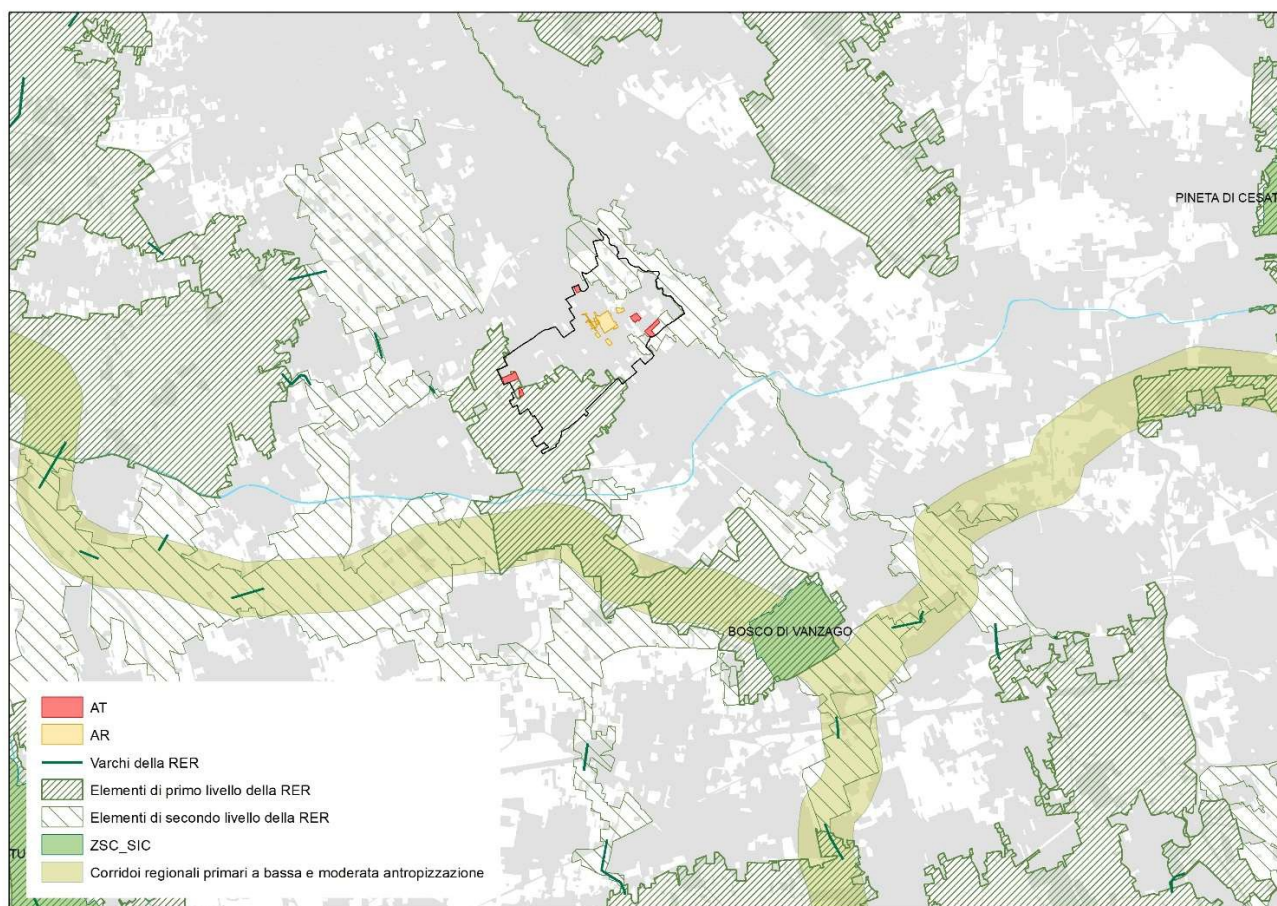 PINETA DI CESAT
BOSCO DI VANZAGO
AT
AR
Varchi della RER
Elementi di primo livello della RER
Elementi di secondo livello della RER
ZSC_SIC
TU
Corridoi regionali primari a bassa e moderata antropizzazione